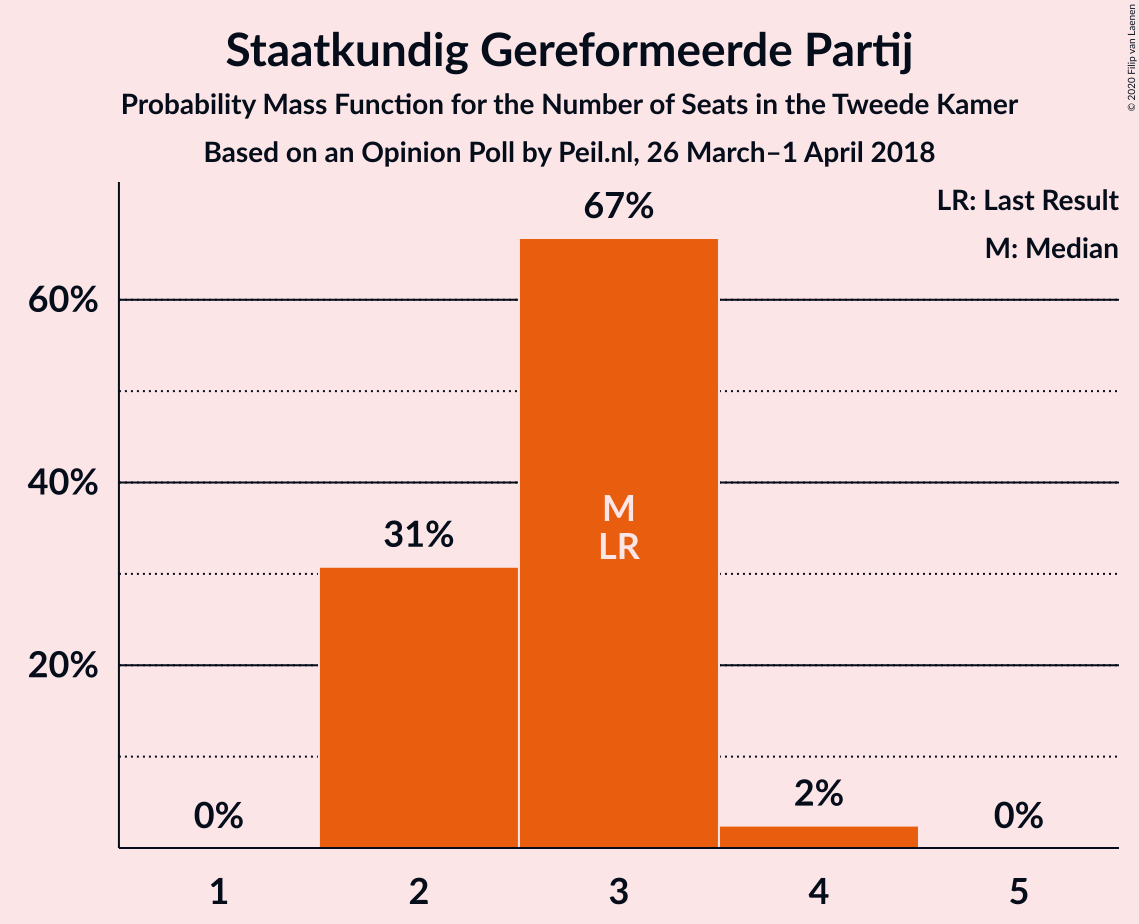 Staatkundig Gereformeerde Partij
Probability Mass Function for the Number of Seats in the Tweede Kamer
Based on an Opinion Poll by Peil.nl, 26 March–1 April 2018
© 2020 Filip van Laenen
LR: Last Result
M: Median
67%
60%
40%
31%
M
LR
20%
2%
0%
0%
1
2
3
4
5